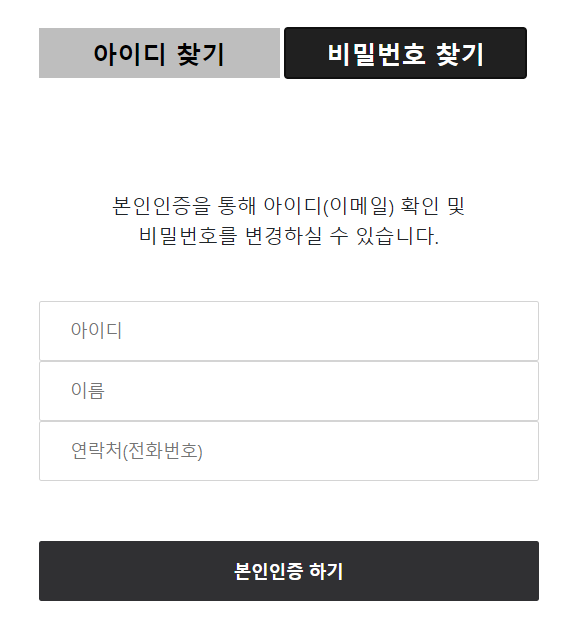 아이디 찾기 비밀번호 찾기
본인인증을 통해 아이디(이메일) 확인 및
비밀번호를 변경하실 수 있습니다.
아이디
이름
연락처(전화번호)
본인인증 하기